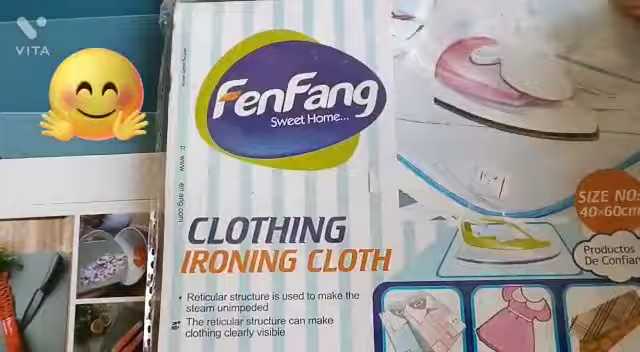 VITA
FenFang
Sweet Home...
CLOTHING
IRONING CLOTH
SIZE NO:
40×60cm
Productos
De Confian
• Reticular structure is used to make the
steam unimpeded
• The reticular structure can make
clothing clearly visible